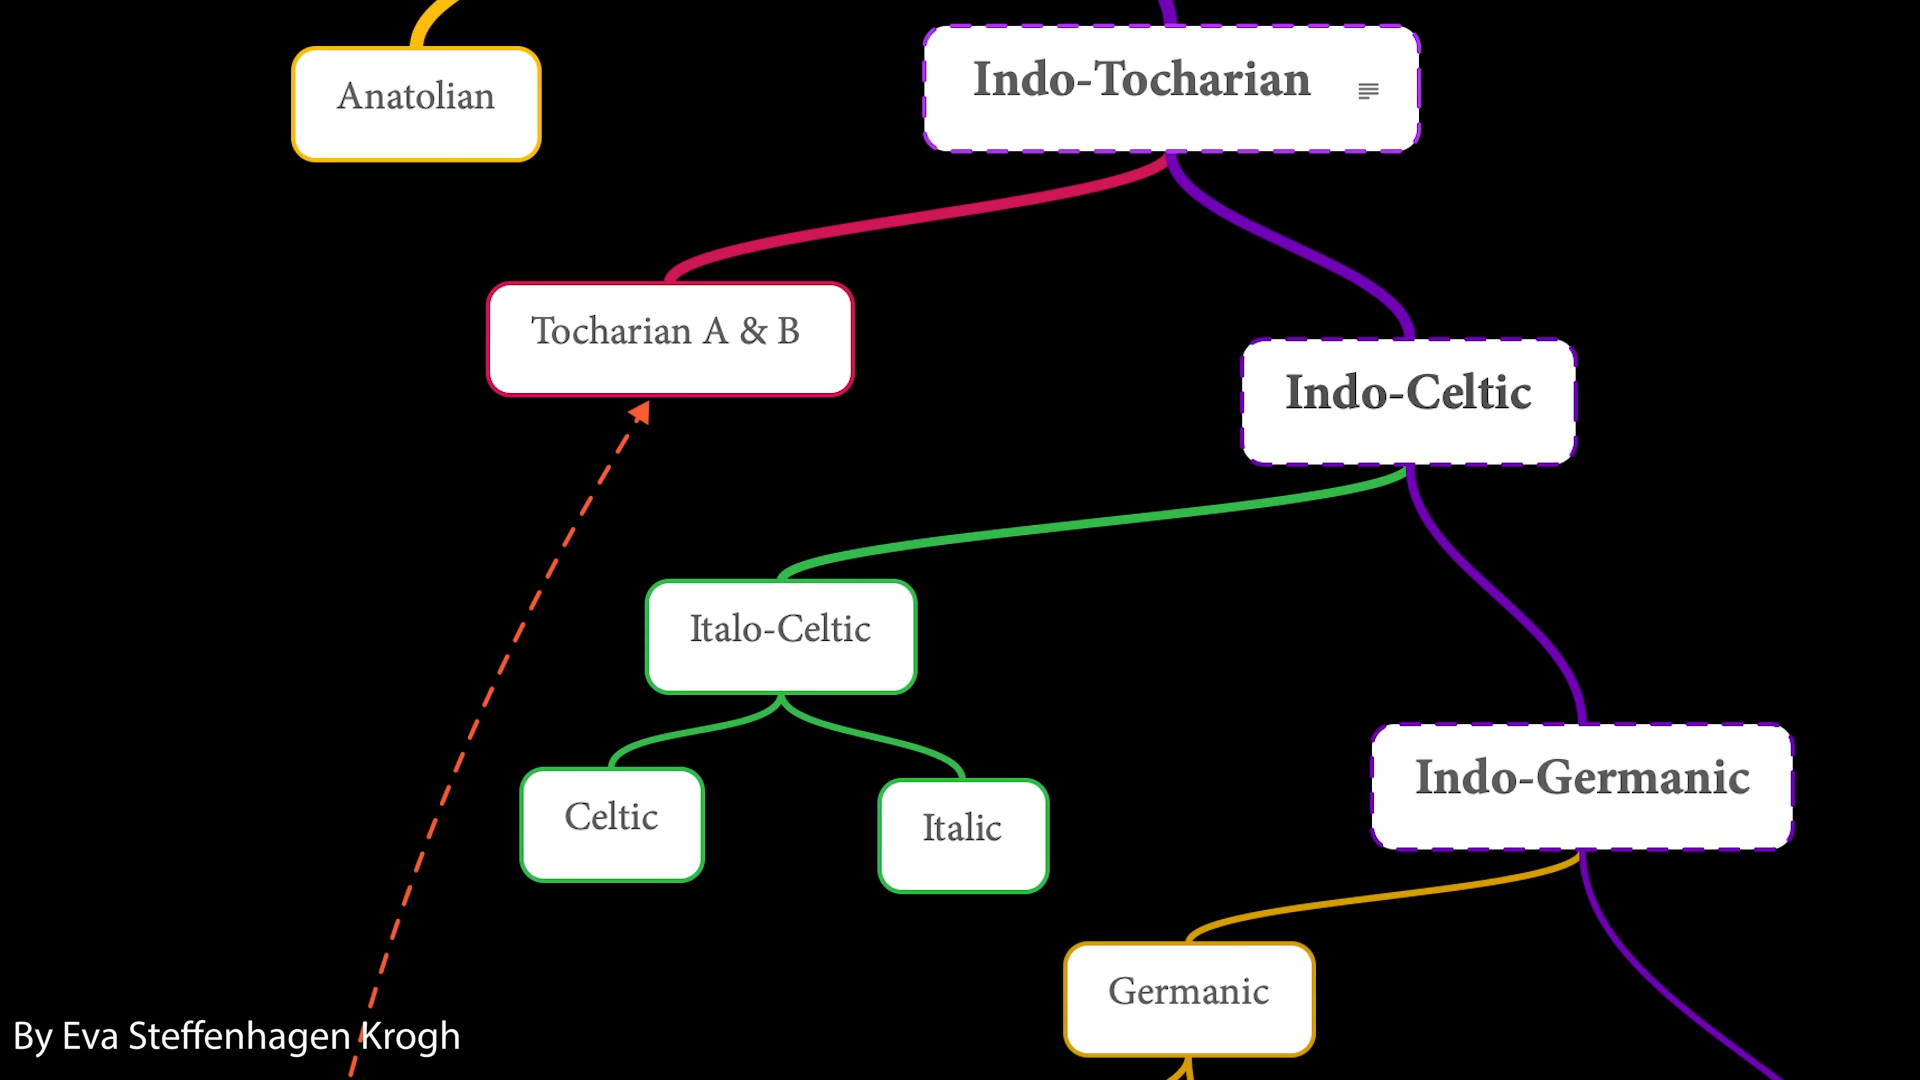 Anatolian
Indo-Tocharian
Tocharian A & B
Indo-Celtic
Italo-Celtic
Celtic
Italic
Indo-Germanic
Germanic
By Eva Steffenhagen Krogh